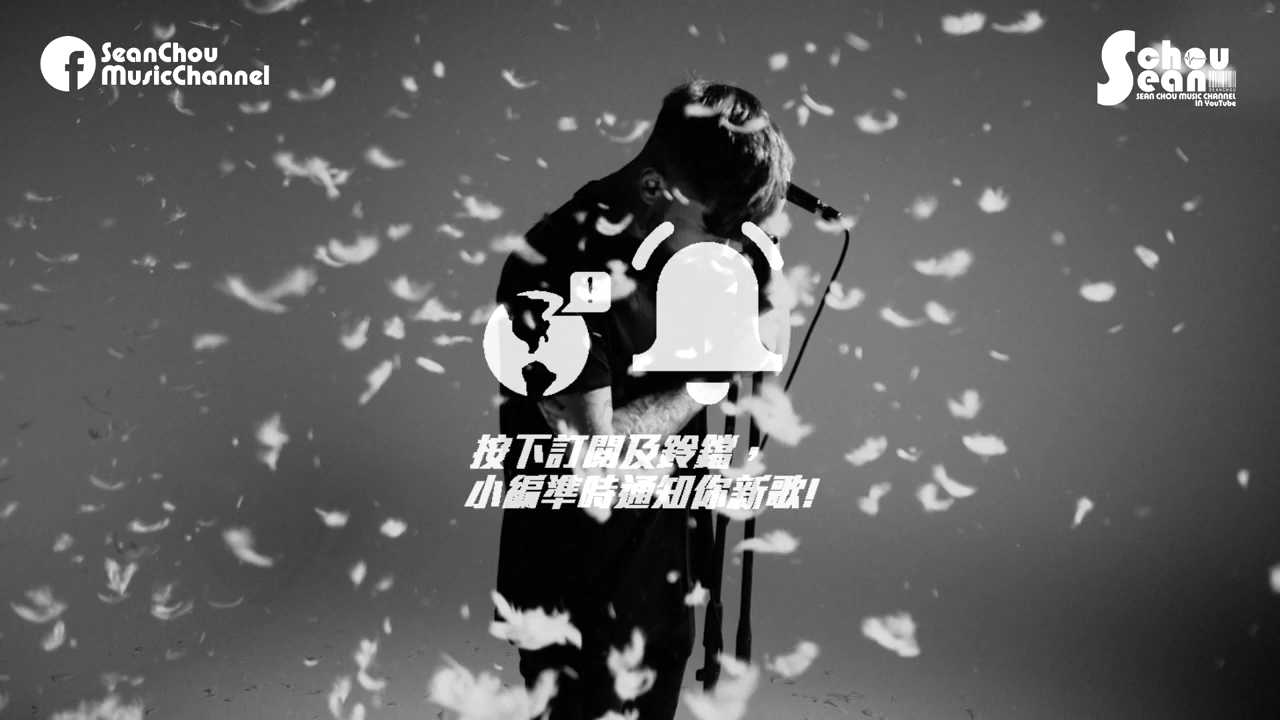 SeanChou
MusicChannel
Schou
Sean
SEANCHOU
SEAN CHOU MUSIC CHANNEL
IN YouTube
!
按下訂閱及鈴鐺，
小編準時通知你新歌!